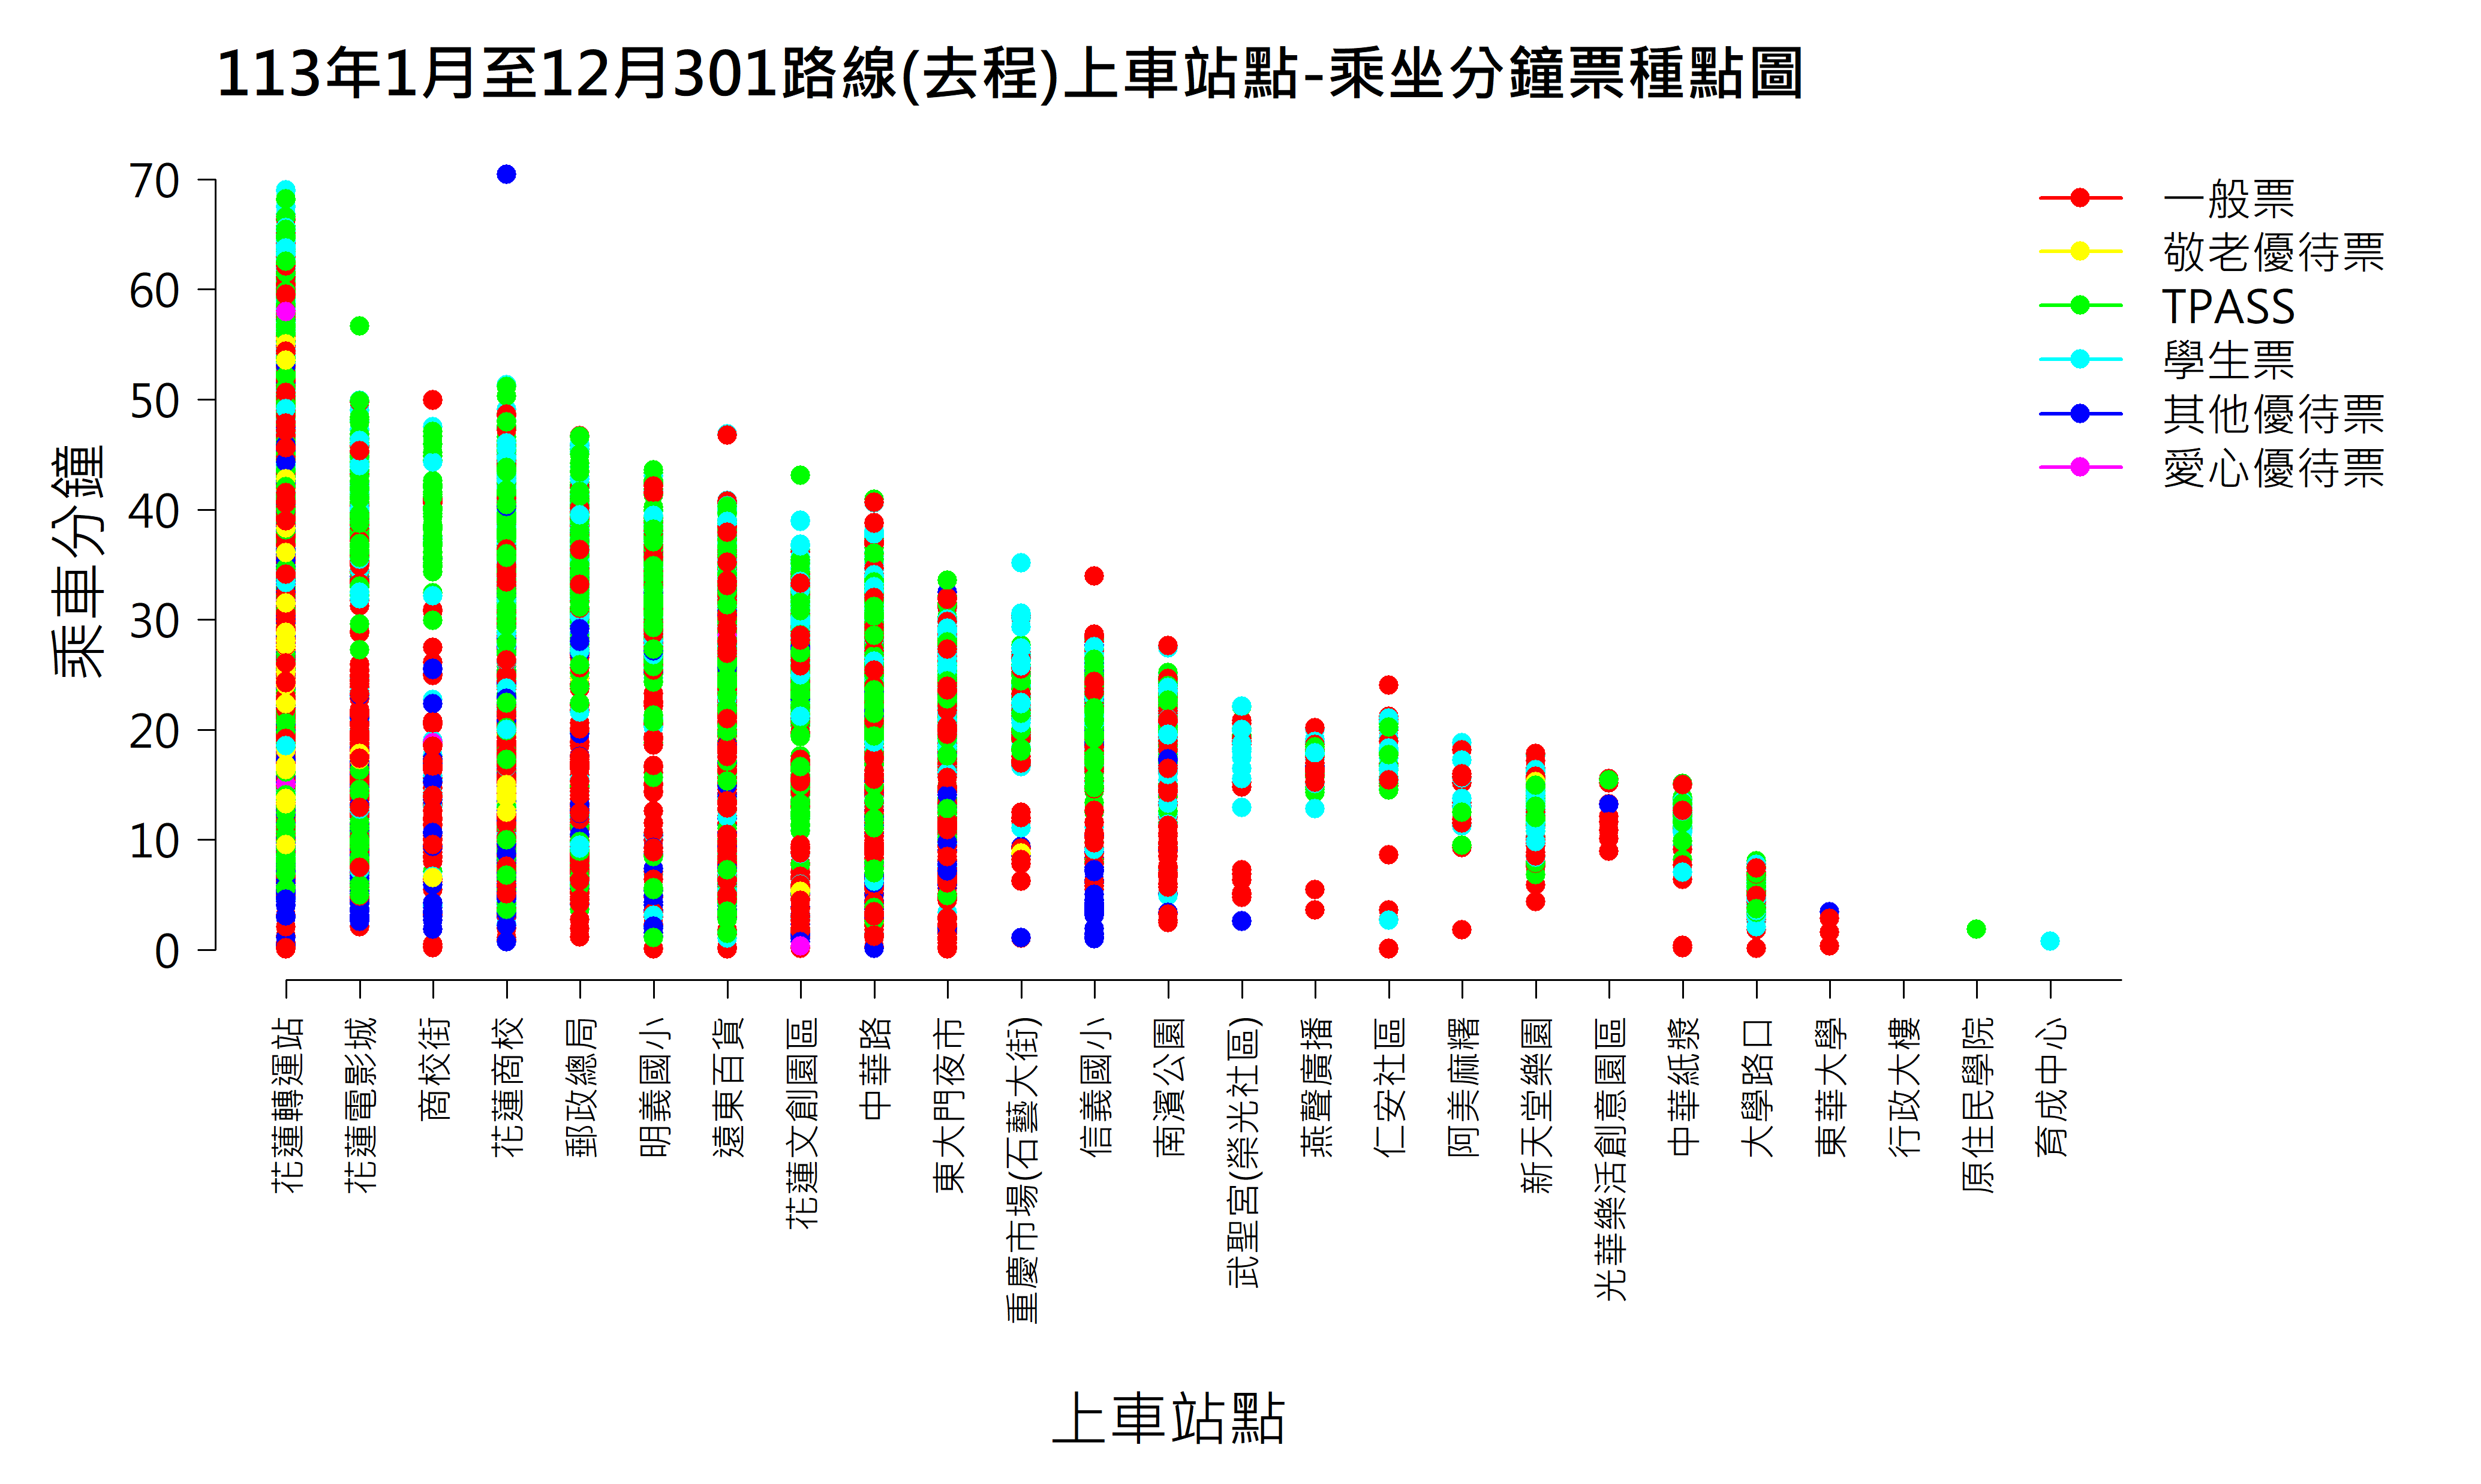 113年1月至12月301路線(去程)上車站點-乘坐分鐘票種點圖
一般票
敬老優待票
TPASS
學生票
其他優待票
愛心優待票
乘車分鐘
70
60
50
40
30
20
10
0
花蓮轉運站
花蓮電影城
商校街
花蓮商校
郵政總局
明義國小
遠東百貨
花蓮文創園區
中華路
東大門夜市
重慶市場(石藝大街)
信義國小
南濱公園
武聖宮(榮光社區)
燕聲廣播
仁安社區
阿美麻糬
新天堂樂園
光華樂活創意園區
中華紙漿
大學路口
東華大學
行政大樓
原住民學院
育成中心
上車站點